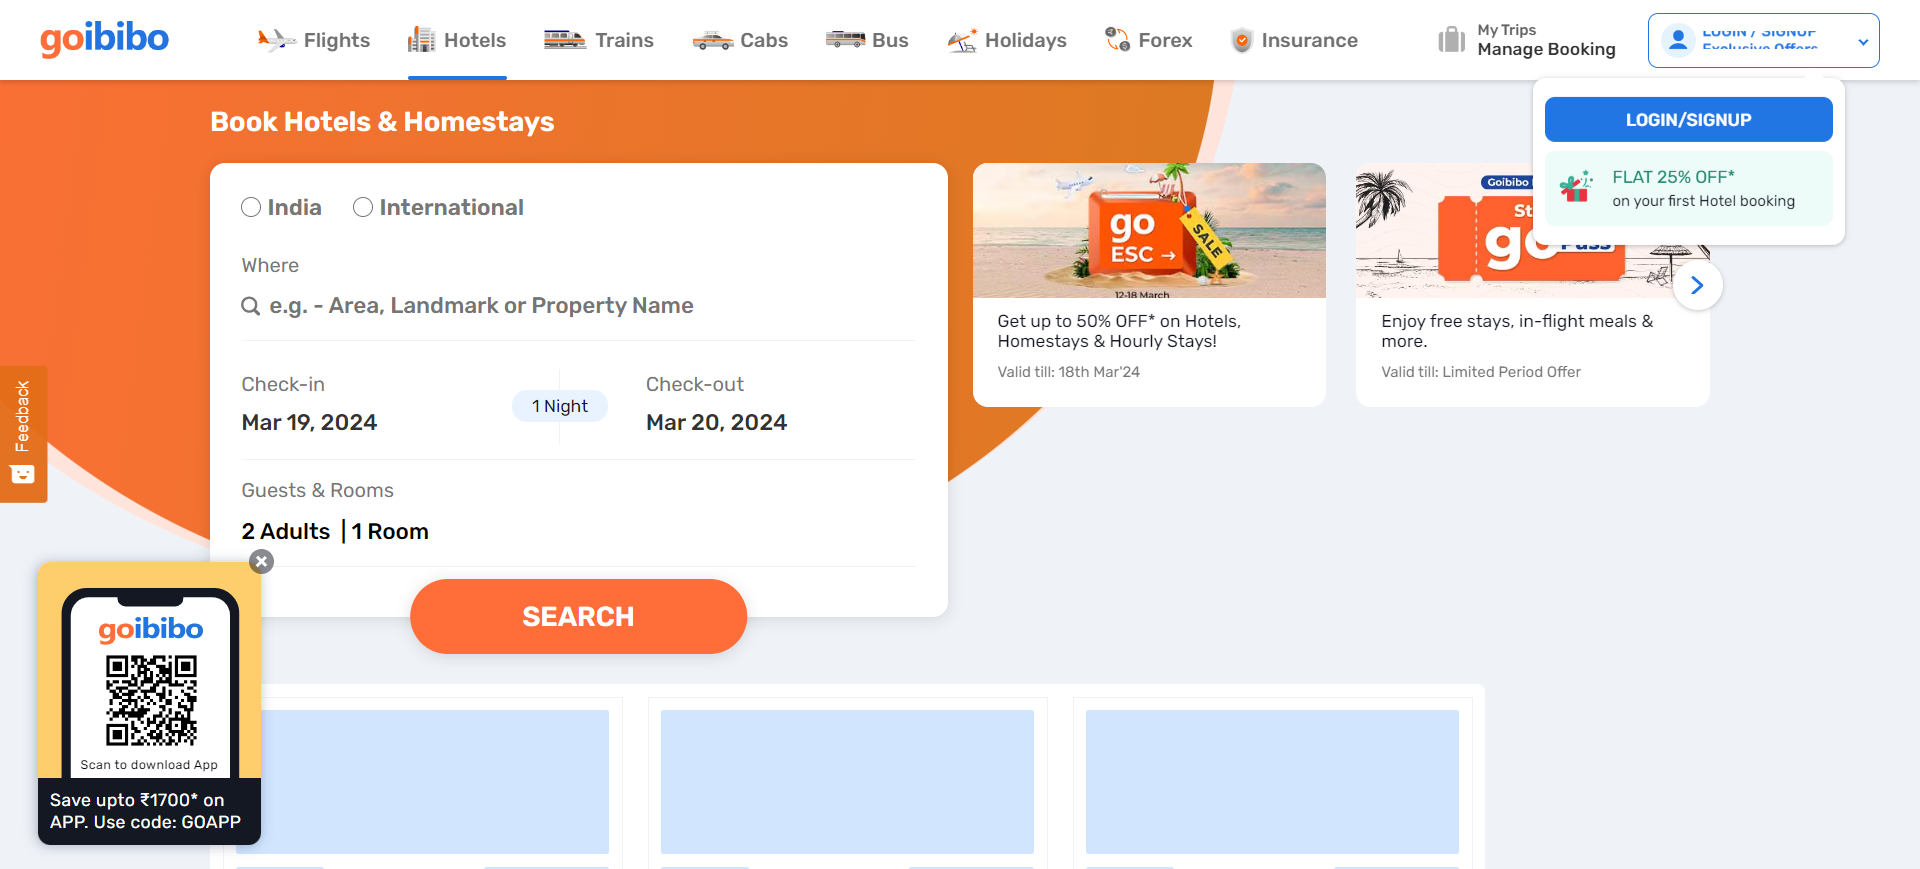 goibibo
Flights
Hotels
Trains
Cabs
Bus
Holidays
Forex
Insurance
My Trips
Manage Booking
LOGIN / SIGNUP
Exclusive Offers
LOGIN/SIGNUP
FLAT 25% OFF*
on your first Hotel booking
Book Hotels & Homestays
India
International
Where
e.g. - Area, Landmark or Property Name
Check-in
Mar 19, 2024
1 Night
Check-out
Mar 20, 2024
Guests & Rooms
2 Adults | 1 Room
SEARCH
go
ESC →
SALE
12-18 March
Get up to 50% OFF* on Hotels,
Homestays & Hourly Stays!
Valid till: 18th Mar'24
Goibibo
St
go
Pass
Enjoy free stays, in-flight meals &
more.
Valid till: Limited Period Offer
Feedback
goibibo
Scan to download App
Save upto ₹1700* on
APP. Use code: GOAPP